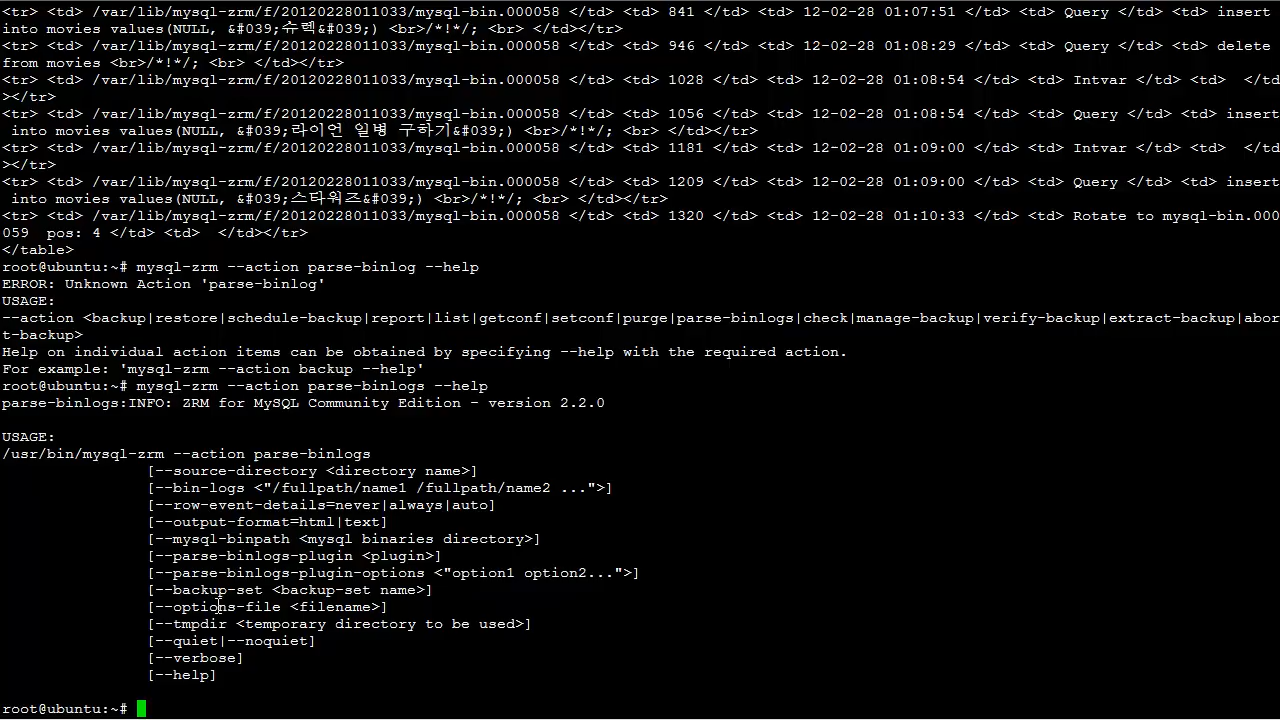 <tr> <td> /var/lib/mysql-zrm/f/20120228011033/mysql-bin.000058 </td> <td> 841 </td> <td> 12-02-28 01:07:51 </td> <td> Query </td> <td> insert
into movies values(NULL, &#039;슈렉&#039;) <br>/*!*/; <br> </td></tr>
<tr> <td> /var/lib/mysql-zrm/f/20120228011033/mysql-bin.000058 </td> <td> 946 </td> <td> 12-02-28 01:08:29 </td> <td> Query </td> <td> delete
from movies <br>/*!*/; <br> </td></tr>
<tr> <td> /var/lib/mysql-zrm/f/20120228011033/mysql-bin.000058 </td> <td> 1028 </td> <td> 12-02-28 01:08:54 </td> <td> Intvar </td> <td>  </td
></tr>
<tr> <td> /var/lib/mysql-zrm/f/20120228011033/mysql-bin.000058 </td> <td> 1056 </td> <td> 12-02-28 01:08:54 </td> <td> Query </td> <td> insert
 into movies values(NULL, &#039;라이언 일병 구하기&#039;) <br>/*!*/; <br> </td></tr>
<tr> <td> /var/lib/mysql-zrm/f/20120228011033/mysql-bin.000058 </td> <td> 1181 </td> <td> 12-02-28 01:09:00 </td> <td> Intvar </td> <td>  </td
></tr>
<tr> <td> /var/lib/mysql-zrm/f/20120228011033/mysql-bin.000058 </td> <td> 1209 </td> <td> 12-02-28 01:09:00 </td> <td> Query </td> <td> insert
 into movies values(NULL, &#039;스타워즈&#039;) <br>/*!*/; <br> </td></tr>
<tr> <td> /var/lib/mysql-zrm/f/20120228011033/mysql-bin.000058 </td> <td> 1320 </td> <td> 12-02-28 01:10:33 </td> <td> Rotate to mysql-bin.000
059  pos: 4 </td> <td>  </td></tr>
</table>
root@ubuntu:~# mysql-zrm --action parse-binlog --help
ERROR: Unknown Action 'parse-binlog'
USAGE:
--action <backup|restore|schedule-backup|report|list|getconf|setconf|purge|parse-binlogs|check|manage-backup|verify-backup|extract-backup|abor
t-backup>
Help on individual action items can be obtained by specifying --help with the required action.
For example: 'mysql-zrm --action backup --help'
root@ubuntu:~# mysql-zrm --action parse-binlogs --help
parse-binlogs:INFO: ZRM for MySQL Community Edition - version 2.2.0
USAGE:
/usr/bin/mysql-zrm --action parse-binlogs
[--source-directory <directory name>]
[--bin-logs <"/fullpath/name1 /fullpath/name2 ...">]
[--row-event-details=never|always|auto]
[--output-format=html|text]
[--mysql-binpath <mysql binaries directory>]
[--parse-binlogs-plugin <plugin>]
[--parse-binlogs-plugin-options <"option1 option2...">]
[--backup-set <backup-set name>]
[--options-file <filename>]
[--tmpdir <temporary directory to be used>]
[--quiet|--noquiet]
[--verbose]
[--help]
root@ubuntu:~#